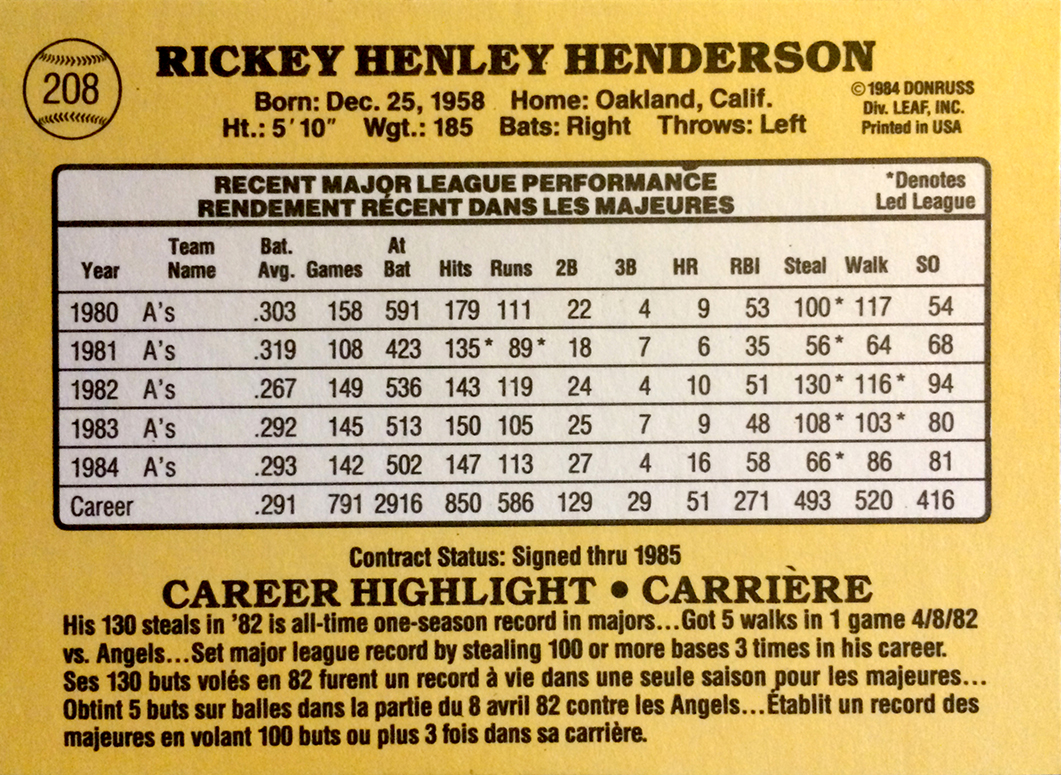 208
RICKEY HENLEY HENDERSON
Born: Dec. 25, 1958 Home: Oakland, Calif.
Ht.: 5'10" Wgt.: 185 Bats: Right Throws: Left
©1984 DONRUSS
Div. LEAF, INC.
Printed in USA
RECENT MAJOR LEAGUE PERFORMANCE
RENDEMENT RÉCENT DANS LES MAJEURES
*Denotes
Led League
Year Team Name Bat. Avg. Games At Bat Hits Runs 2B 3B HR RBI Steal Walk SO
1980 A's .303 158 591 179 111 22 4 9 53 100* 117 54
1981 A's .319 108 423 135* 89* 18 7 6 35 56* 64 68
1982 A's .267 149 536 143 119 24 4 10 51 130* 116* 94
1983 A's .292 145 513 150 105 25 7 9 48 108* 103* 80
1984 A's .293 142 502 147 113 27 4 16 58 66* 86 81
Career .291 791 2916 850 586 129 29 51 271 493 520 416
Contract Status: Signed thru 1985
CAREER HIGHLIGHT • CARRIÈRE
His 130 steals in '82 is all-time one-season record in majors...Got 5 walks in 1 game 4/8/82
vs. Angels...Set major league record by stealing 100 or more bases 3 times in his career.
Ses 130 buts volés en 82 furent un record à vie dans une seule saison pour les majeures...
Obtint 5 buts sur balles dans la partie du 8 avril 82 contre les Angels...Établit un record des
majeures en volant 100 buts ou plus 3 fois dans sa carrière.